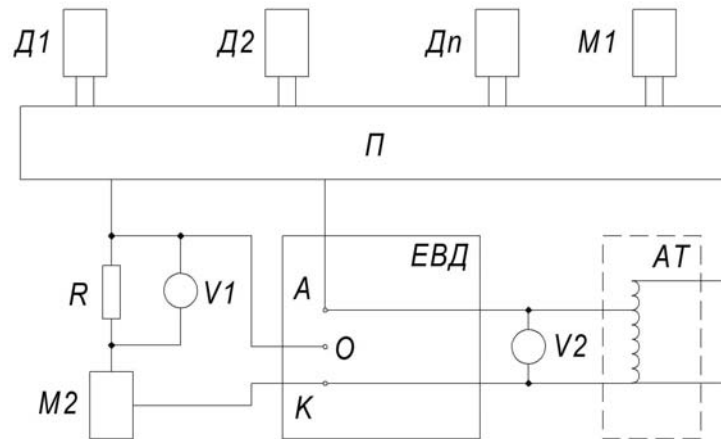 Д1 Д2 Дn М1
П
ЕВД АТ
R V1 А
О V2
М2 К